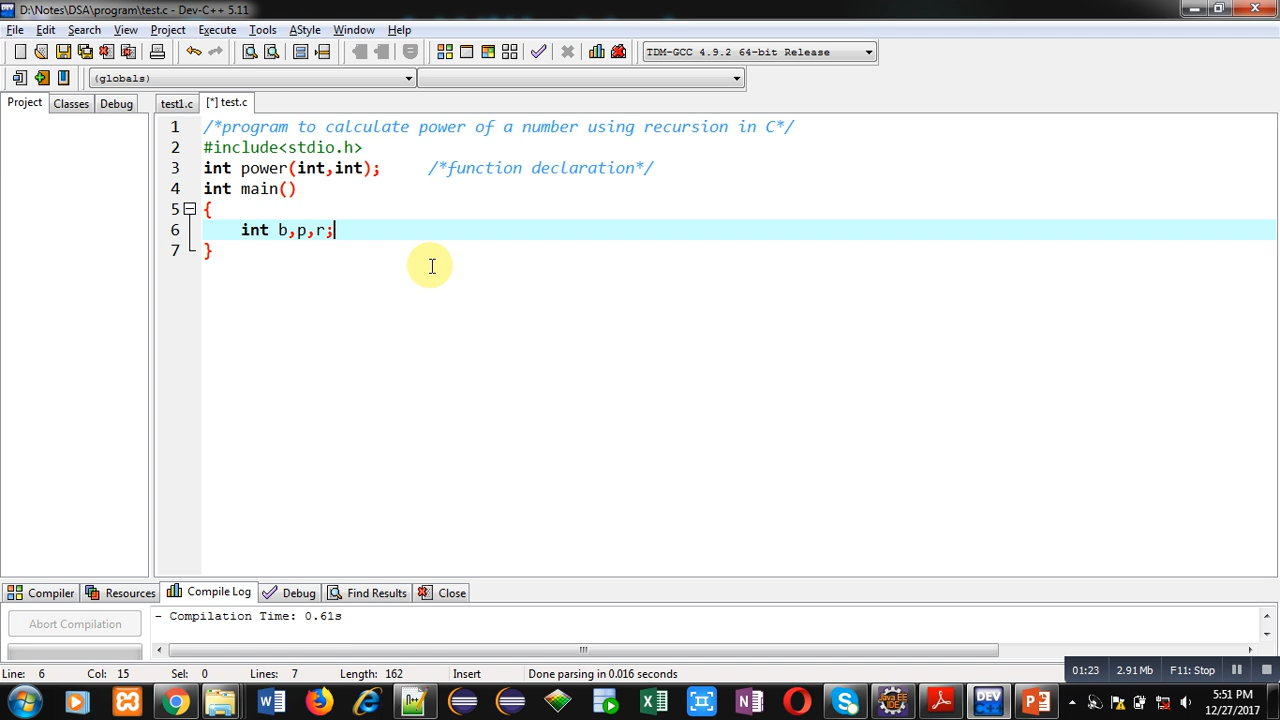 D:\Notes\DSA\program\test.c - Dev-C++ 5.11
File Edit Search View Project Execute Tools AStyle Window Help
TDM-GCC 4.9.2 64-bit Release
(globals)
Project Classes Debug test1.c [*] test.c
1 /*program to calculate power of a number using recursion in C*/
2 #include<stdio.h>
3 int power(int,int); /*function declaration*/
4 int main()
5 {
6 int b,p,r;
7 }
Compiler Resources Compile Log Debug Find Results Close
Abort Compilation
- Compilation Time: 0.61s
Line: 6 Col: 15 Sel: 0 Lines: 7 Length: 162 Insert Done parsing in 0.016 seconds
01:23 2.91 Mb F11: Stop
5:51 PM
12/27/2017